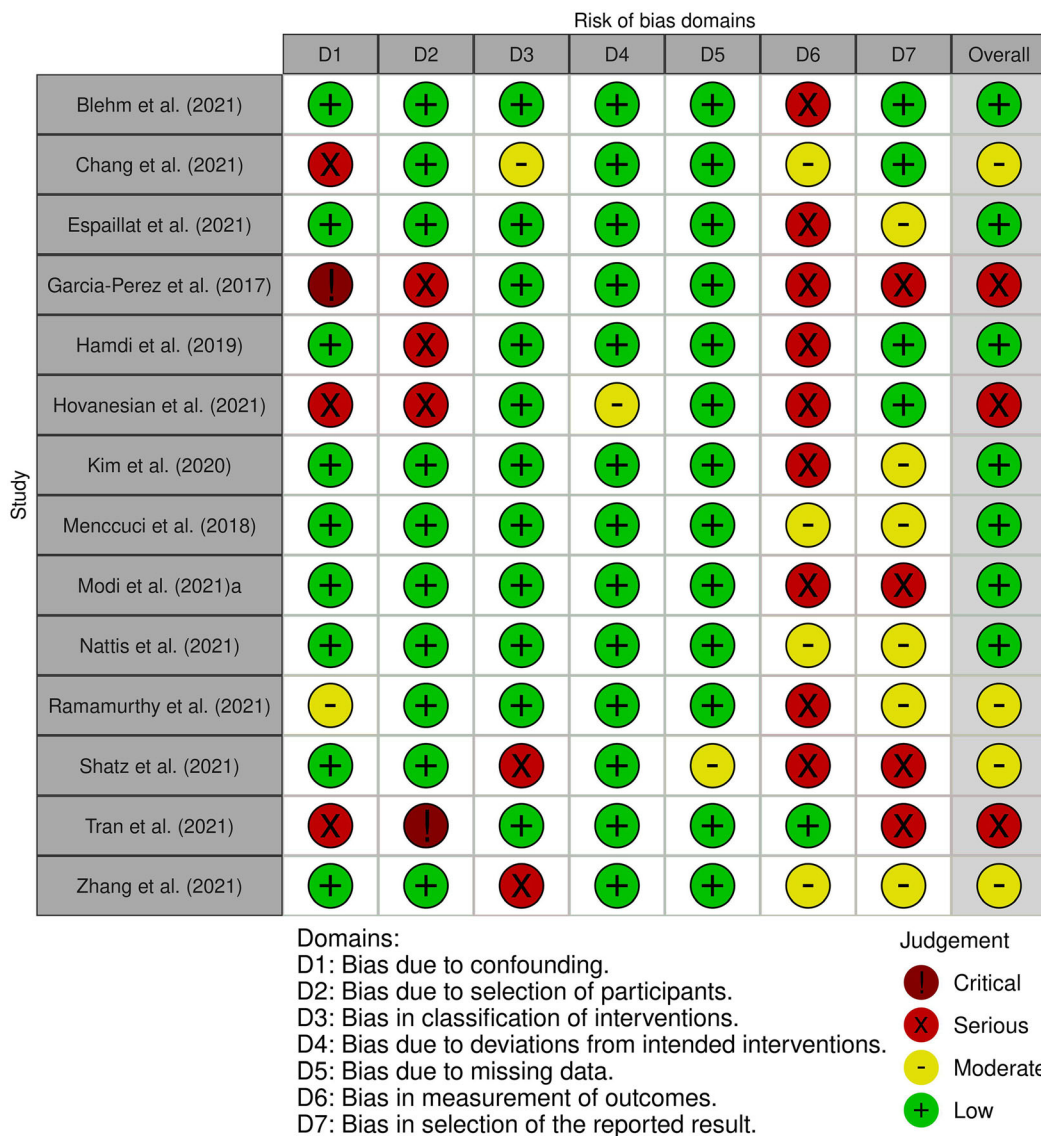 Risk of bias domains
D1 D2 D3 D4 D5 D6 D7 Overall
Study
Blehm et al. (2021) + + + + + X + +
Chang et al. (2021) X + - + + - + -
Espaillat et al. (2021) + + + + + X - +
Garcia-Perez et al. (2017) ! X + + + X X X
Hamdi et al. (2019) + X + + + X + +
Hovanesian et al. (2021) X X + - + X + X
Kim et al. (2020) + + + + + X - +
Menccuci et al. (2018) + + + + + - - +
Modi et al. (2021)a + + + + + X X +
Nattis et al. (2021) + + + + + - - +
Ramamurthy et al. (2021) - + + + + X - -
Shatz et al. (2021) + + X + - X X -
Tran et al. (2021) X ! + + + + X X
Zhang et al. (2021) + + X + + - - -
Domains:
D1: Bias due to confounding.
D2: Bias due to selection of participants.
D3: Bias in classification of interventions.
D4: Bias due to deviations from intended interventions.
D5: Bias due to missing data.
D6: Bias in measurement of outcomes.
D7: Bias in selection of the reported result.
Judgement
! Critical
X Serious
- Moderate
+ Low